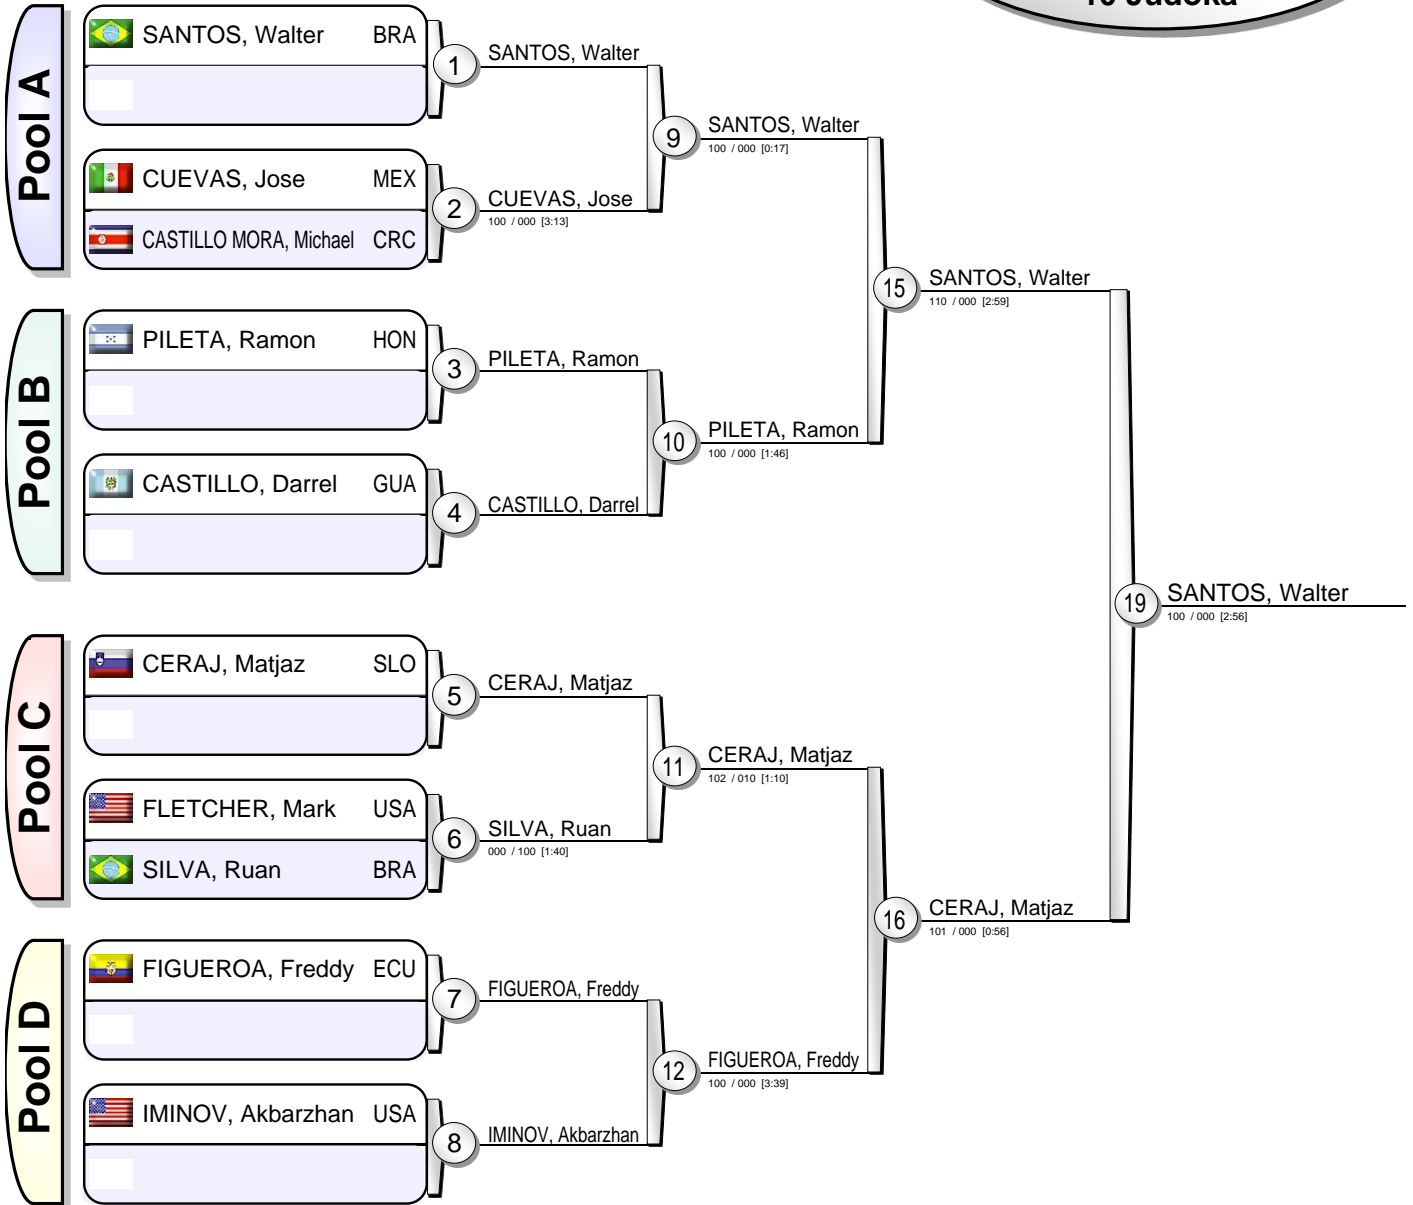 10 Judoka
Pool A
SANTOS, Walter BRA
CUEVAS, Jose MEX
CASTILLO MORA, Michael CRC
1
SANTOS, Walter
2
CUEVAS, Jose
100 / 000 [3:13]
9
SANTOS, Walter
100 / 000 [0:17]
Pool B
PILETA, Ramon HON
CASTILLO, Darrel GUA
3
PILETA, Ramon
4
CASTILLO, Darrel
10
PILETA, Ramon
100 / 000 [1:46]
15
SANTOS, Walter
110 / 000 [2:59]
Pool C
CERAJ, Matjaz SLO
FLETCHER, Mark USA
SILVA, Ruan BRA
5
CERAJ, Matjaz
6
SILVA, Ruan
000 / 100 [1:40]
11
CERAJ, Matjaz
102 / 010 [1:10]
Pool D
FIGUEROA, Freddy ECU
IMINOV, Akbarzhan USA
7
FIGUEROA, Freddy
8
IMINOV, Akbarzhan
12
FIGUEROA, Freddy
100 / 000 [3:39]
16
CERAJ, Matjaz
101 / 000 [0:56]
19
SANTOS, Walter
100 / 000 [2:56]